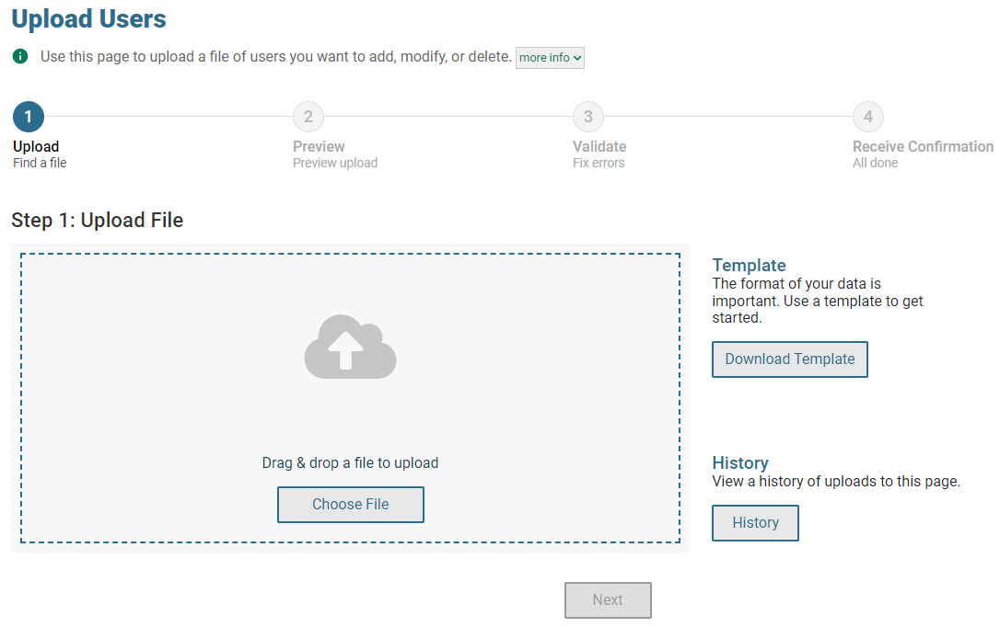 Upload Users
i Use this page to upload a file of users you want to add, modify, or delete. more info
1 2 3 4
Upload Preview Validate Receive Confirmation
Find a file Preview upload Fix errors All done
Step 1: Upload File
Drag & drop a file to upload
Choose File
Template
The format of your data is
important. Use a template to get
started.
Download Template
History
View a history of uploads to this page.
History
Next